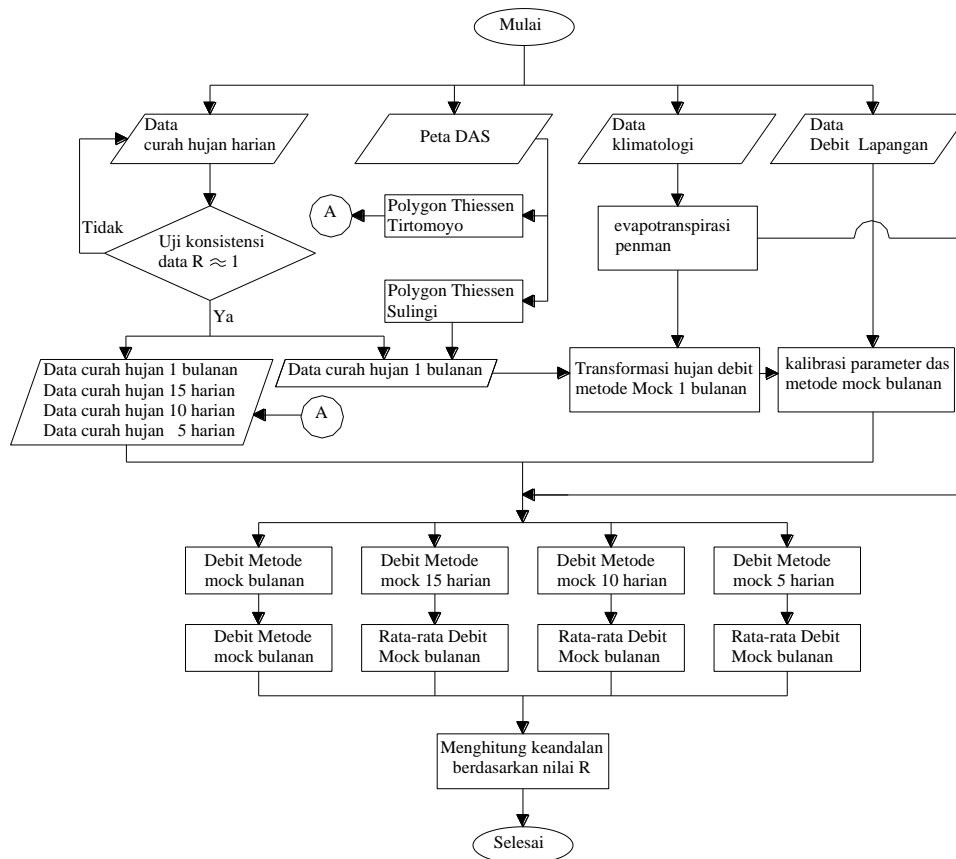 Mulai
Data
curah hujan harian
Peta DAS
Data
klimatologi
Data
Debit Lapangan
A
Polygon Thiessen
Tirtomoyo
evapotranspirasi
penman
Tidak
Uji konsistensi
data R ≈ 1
Polygon Thiessen
Sulingi
Ya
Data curah hujan 1 bulanan
Data curah hujan 15 harian
Data curah hujan 10 harian
Data curah hujan 5 harian
Data curah hujan 1 bulanan
Transformasi hujan debit
metode Mock 1 bulanan
kalibrasi parameter das
metode mock bulanan
A
Debit Metode
mock bulanan
Debit Metode
mock 15 harian
Debit Metode
mock 10 harian
Debit Metode
mock 5 harian
Debit Metode
mock bulanan
Rata-rata Debit
Mock bulanan
Rata-rata Debit
Mock bulanan
Rata-rata Debit
Mock bulanan
Menghitung keandalan
berdasarkan nilai R
Selesai